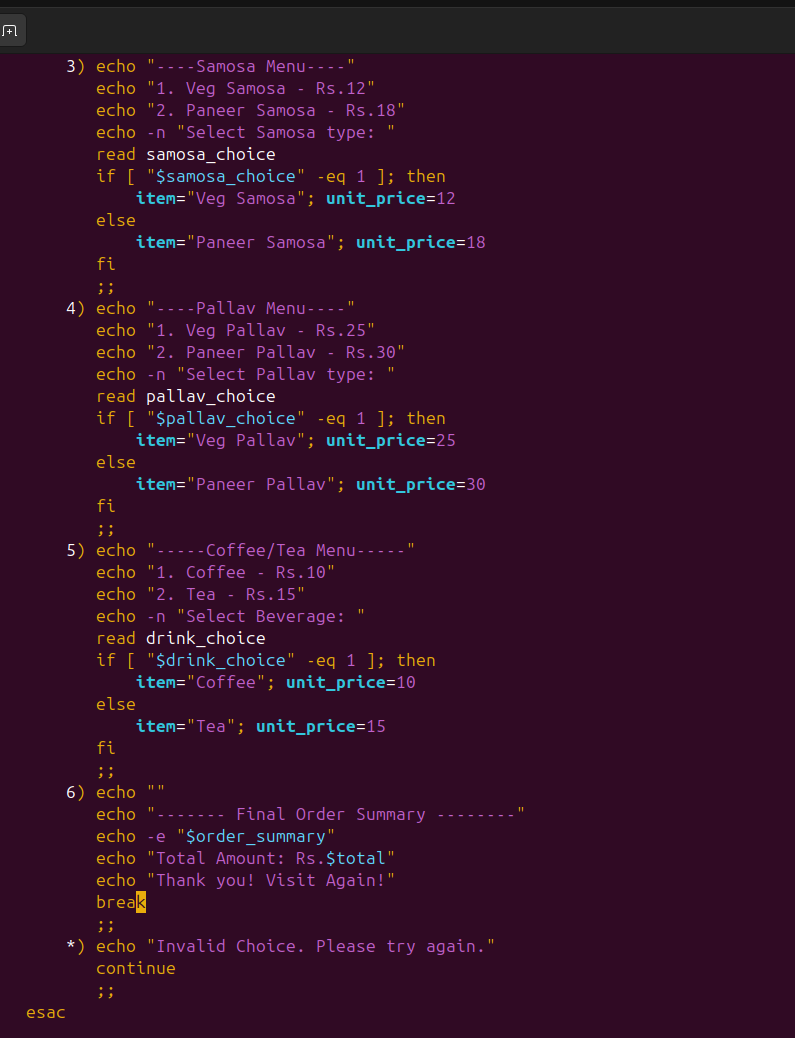 3) echo "----Samosa Menu----"
echo "1. Veg Samosa - Rs.12"
echo "2. Paneer Samosa - Rs.18"
echo -n "Select Samosa type: "
read samosa_choice
if [ "$samosa_choice" -eq 1 ]; then
item="Veg Samosa"; unit_price=12
else
item="Paneer Samosa"; unit_price=18
fi
;;
4) echo "----Pallav Menu----"
echo "1. Veg Pallav - Rs.25"
echo "2. Paneer Pallav - Rs.30"
echo -n "Select Pallav type: "
read pallav_choice
if [ "$pallav_choice" -eq 1 ]; then
item="Veg Pallav"; unit_price=25
else
item="Paneer Pallav"; unit_price=30
fi
;;
5) echo "-----Coffee/Tea Menu-----"
echo "1. Coffee - Rs.10"
echo "2. Tea - Rs.15"
echo -n "Select Beverage: "
read drink_choice
if [ "$drink_choice" -eq 1 ]; then
item="Coffee"; unit_price=10
else
item="Tea"; unit_price=15
fi
;;
6) echo ""
echo "------- Final Order Summary --------"
echo -e "$order_summary"
echo "Total Amount: Rs.$total"
echo "Thank you! Visit Again!"
break
;;
*) echo "Invalid Choice. Please try again."
continue
;;
esac